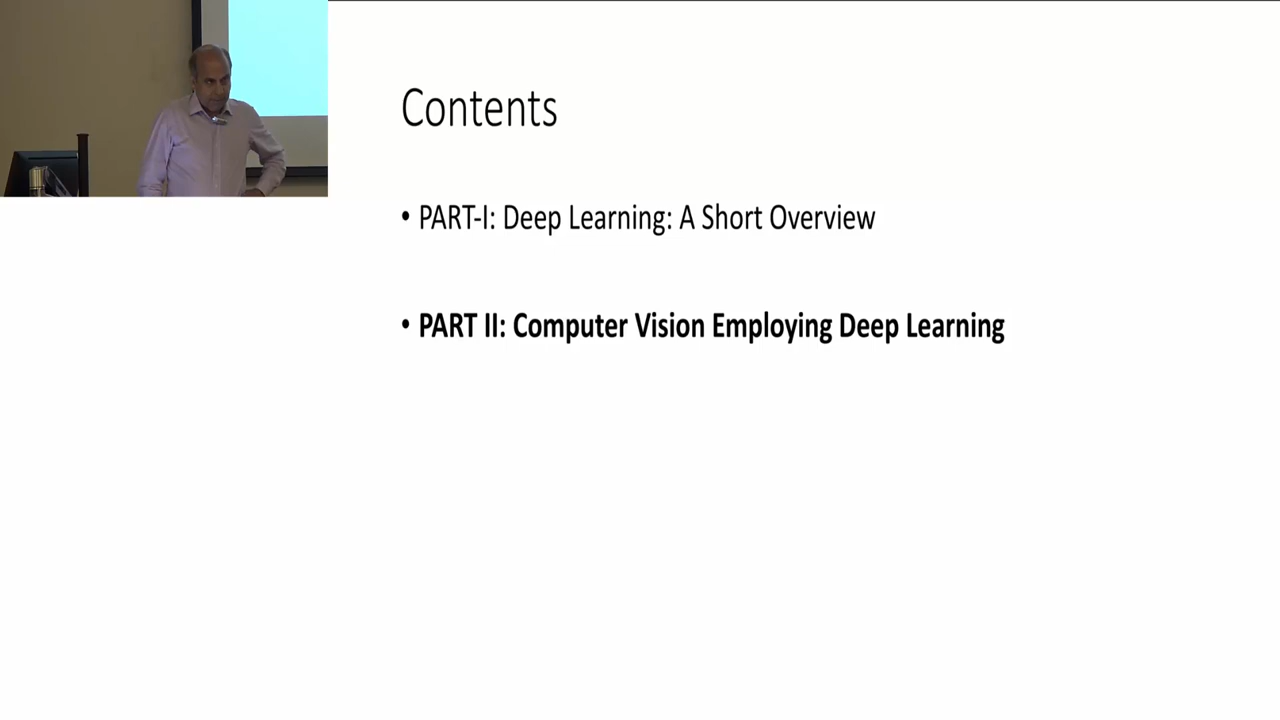 Contents
• PART-I: Deep Learning: A Short Overview
• PART II: Computer Vision Employing Deep Learning